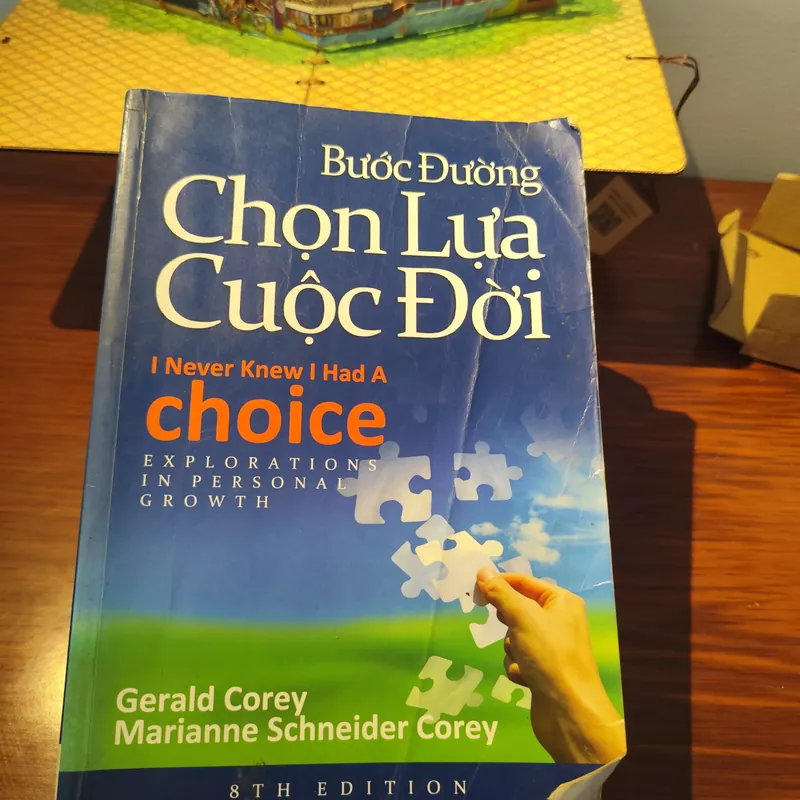 Bước Đường
Chọn Lựa
Cuộc Đời
I Never Knew I Had A
choice
EXPLORATIONS
IN PERSONAL
GROWTH
Gerald Corey
Marianne Schneider Corey
8TH EDITION